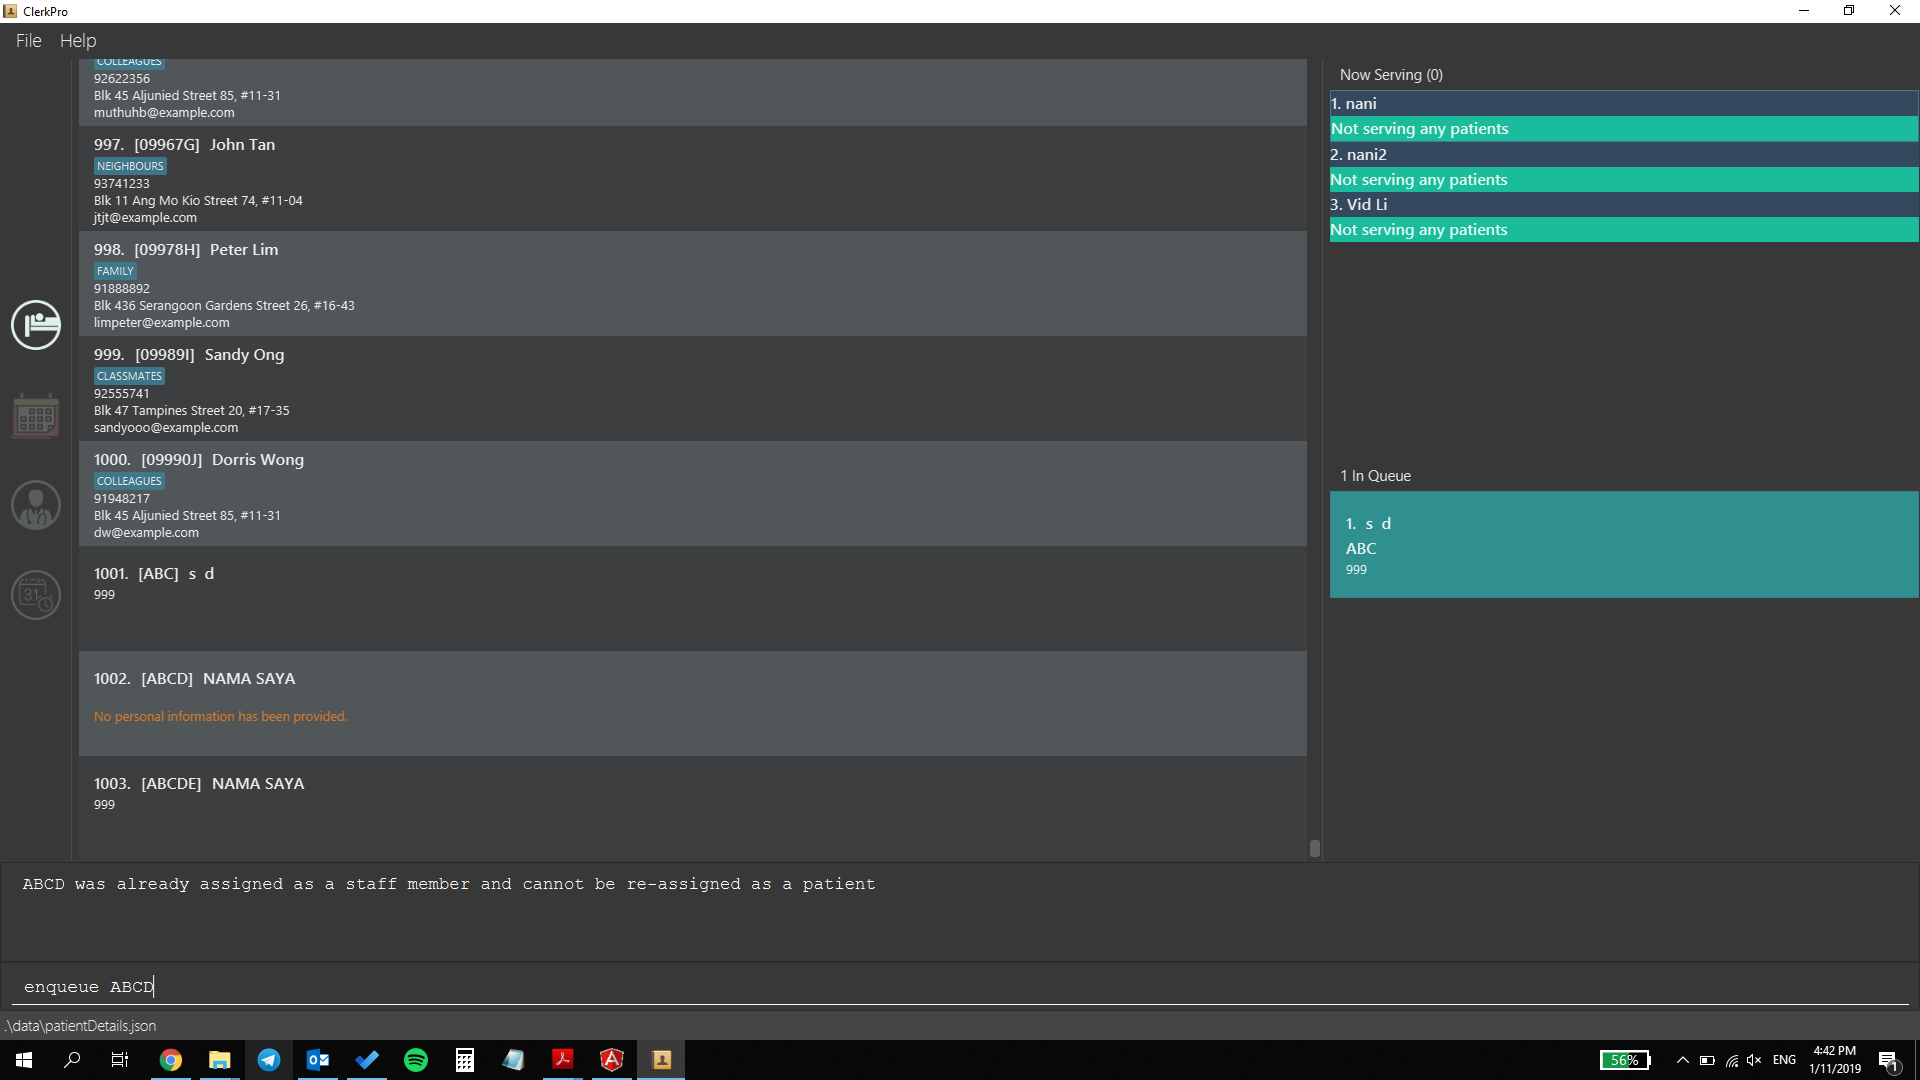 ClerkPro
File Help
COLLEAGUES
92622356
Blk 45 Aljunied Street 85, #11-31
muthuhb@example.com
997. [09967G] John Tan
NEIGHBOURS
93741233
Blk 11 Ang Mo Kio Street 74, #11-04
jtjt@example.com
998. [09978H] Peter Lim
FAMILY
91888892
Blk 436 Serangoon Gardens Street 26, #16-43
limpeter@example.com
999. [09989I] Sandy Ong
CLASSMATES
92555741
Blk 47 Tampines Street 20, #17-35
sandyooo@example.com
1000. [09990J] Dorris Wong
COLLEAGUES
91948217
Blk 45 Aljunied Street 85, #11-31
dw@example.com
1001. [ABC] s d
999
1002. [ABCD] NAMA SAYA
No personal information has been provided.
1003. [ABCDE] NAMA SAYA
999
Now Serving (0)
1. nani
Not serving any patients
2. nani2
Not serving any patients
3. Vid Li
Not serving any patients
1 In Queue
1. s d
ABC
999
31
ABCD was already assigned as a staff member and cannot be re-assigned as a patient
enqueue ABCD
.\data\patientDetails.json
56%
ENG
4:42 PM
1/11/2019
1